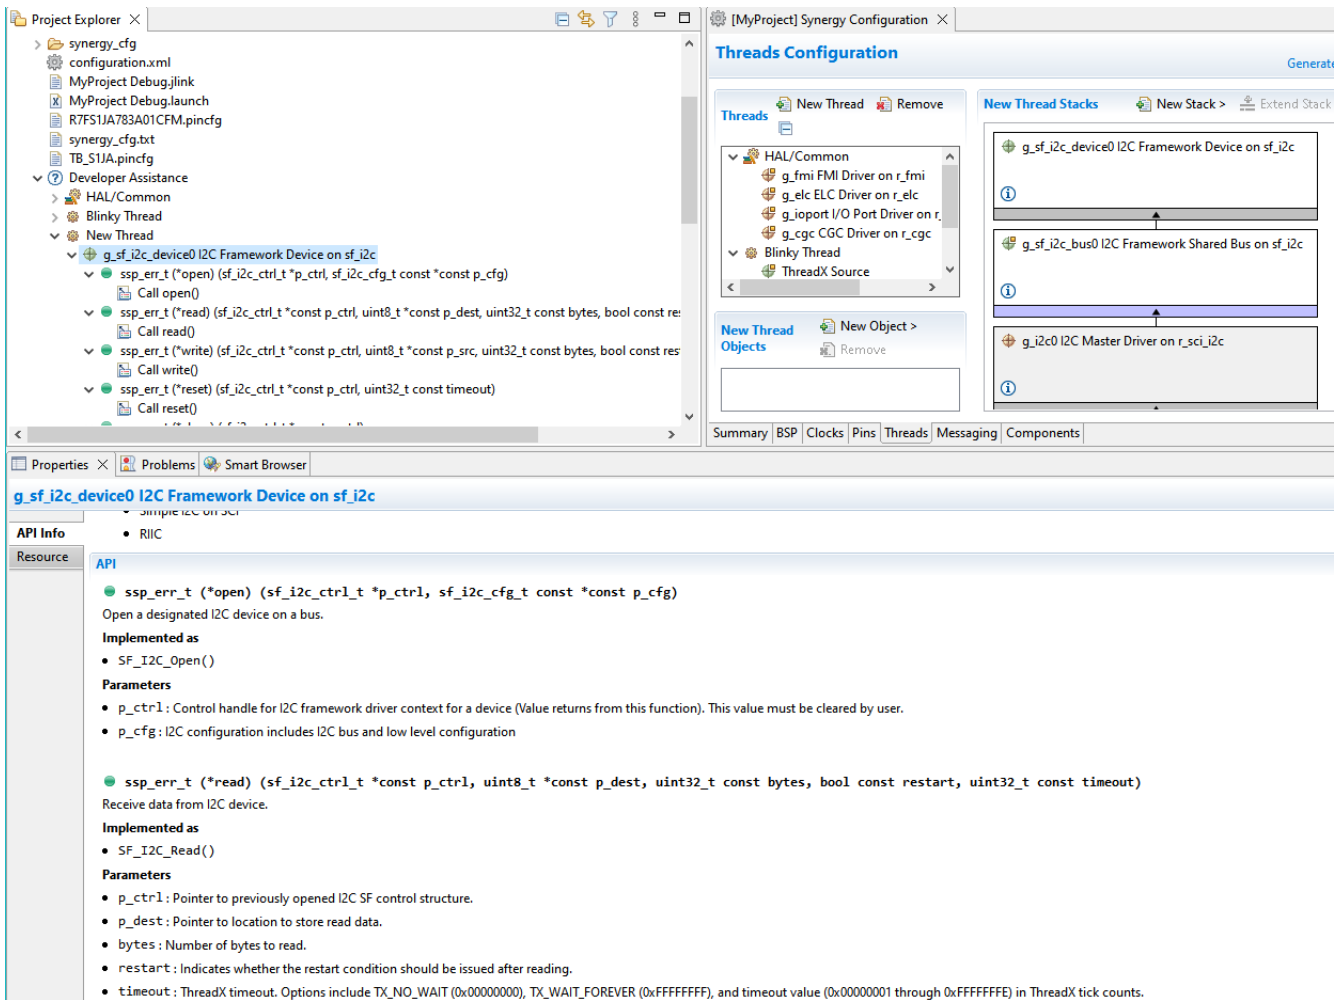 Project Explorer
synergy_cfg
configuration.xml
MyProject Debug.jlink
MyProject Debug.launch
R7FS1JA783A01CFM.pincfg
synergy_cfg.txt
TB_S1JA.pincfg
Developer Assistance
HAL/Common
Blinky Thread
New Thread
g_sf_i2c_device0 I2C Framework Device on sf_i2c
ssp_err_t (*open) (sf_i2c_ctrl_t *p_ctrl, sf_i2c_cfg_t const *const p_cfg)
Call open()
ssp_err_t (*read) (sf_i2c_ctrl_t *const p_ctrl, uint8_t *const p_dest, uint32_t const bytes, bool const res
Call read()
ssp_err_t (*write) (sf_i2c_ctrl_t *const p_ctrl, uint8_t *const p_src, uint32_t const bytes, bool const res
Call write()
ssp_err_t (*reset) (sf_i2c_ctrl_t *const p_ctrl, uint32_t const timeout)
Call reset()
[MyProject] Synergy Configuration
Threads Configuration
Generate
Threads
New Thread
Remove
HAL/Common
g_fmi FMI Driver on r_fmi
g_elc ELC Driver on r_elc
g_ioport I/O Port Driver on r_
g_cgc CGC Driver on r_cgc
Blinky Thread
ThreadX Source
New Thread Objects
New Object >
Remove
New Thread Stacks
New Stack >
Extend Stack
g_sf_i2c_device0 I2C Framework Device on sf_i2c
g_sf_i2c_bus0 I2C Framework Shared Bus on sf_i2c
g_i2c0 I2C Master Driver on r_sci_i2c
Summary BSP Clocks Pins Threads Messaging Components
Properties Problems Smart Browser
g_sf_i2c_device0 I2C Framework Device on sf_i2c
API Info
Resource
• Simple I2C on SCI
• RIIC
API
ssp_err_t (*open) (sf_i2c_ctrl_t *p_ctrl, sf_i2c_cfg_t const *const p_cfg)
Open a designated I2C device on a bus.
Implemented as
• SF_I2C_Open()
Parameters
• p_ctrl : Control handle for I2C framework driver context for a device (Value returns from this function). This value must be cleared by user.
• p_cfg : I2C configuration includes I2C bus and low level configuration
ssp_err_t (*read) (sf_i2c_ctrl_t *const p_ctrl, uint8_t *const p_dest, uint32_t const bytes, bool const restart, uint32_t const timeout)
Receive data from I2C device.
Implemented as
• SF_I2C_Read()
Parameters
• p_ctrl : Pointer to previously opened I2C SF control structure.
• p_dest : Pointer to location to store read data.
• bytes : Number of bytes to read.
• restart : Indicates whether the restart condition should be issued after reading.
• timeout : ThreadX timeout. Options include TX_NO_WAIT (0x00000000), TX_WAIT_FOREVER (0xFFFFFFFF), and timeout value (0x00000001 through 0xFFFFFFFE) in ThreadX tick counts.